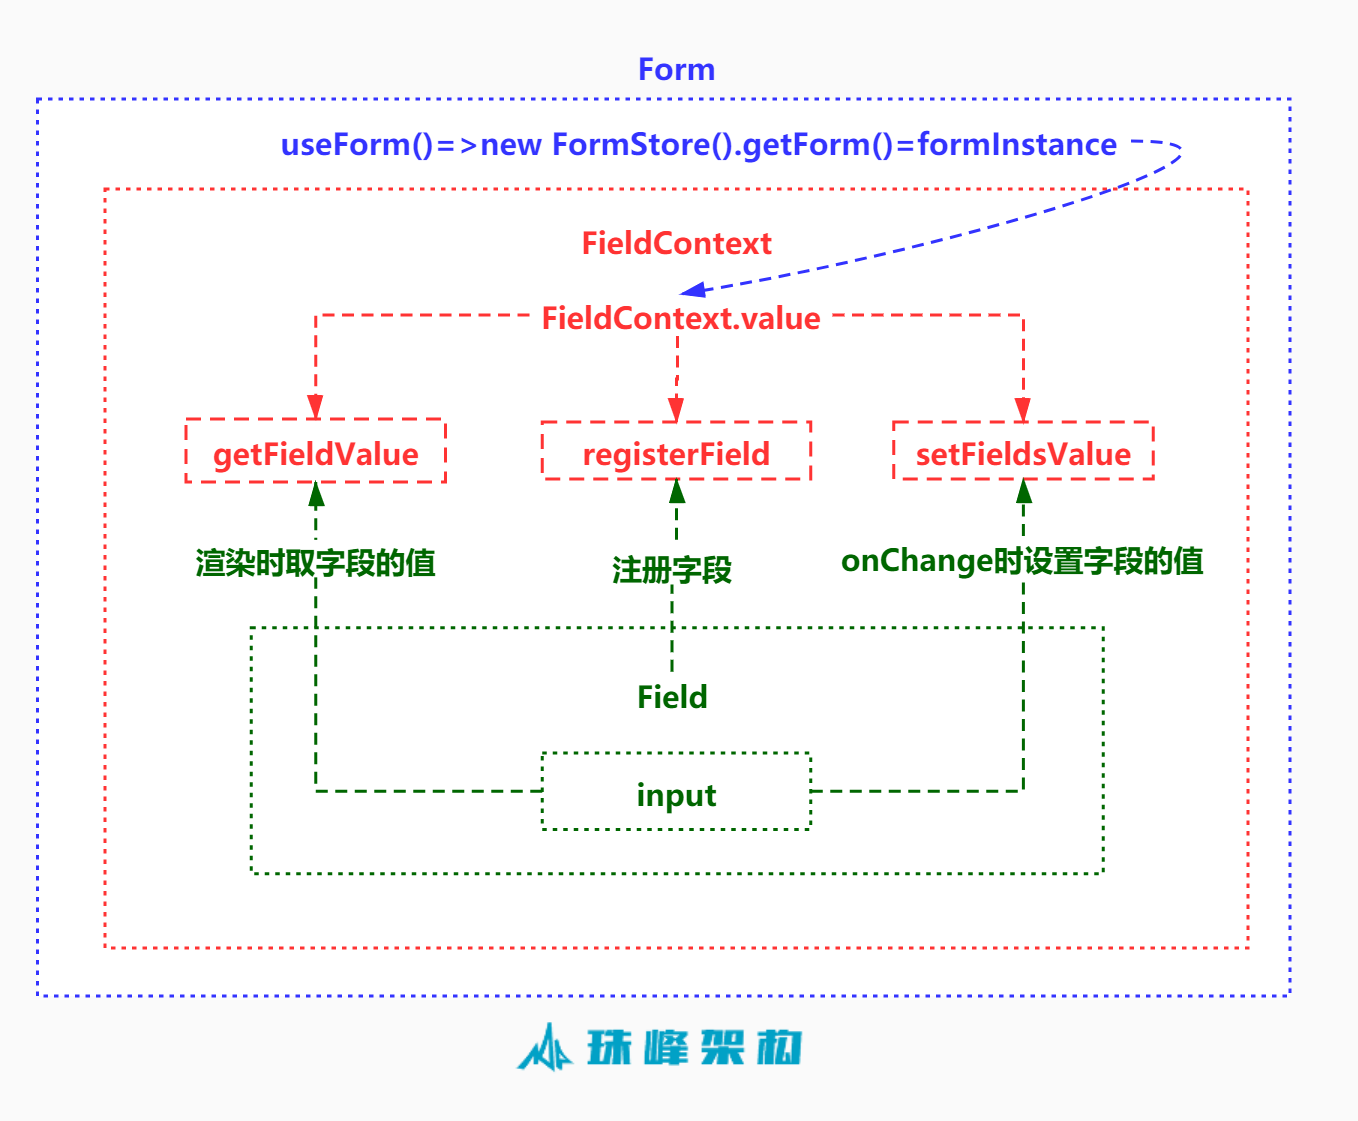 Form
useForm()=>new FormStore().getForm()=formInstance
FieldContext
FieldContext.value
getFieldValue
registerField
setFieldsValue
渲染时取字段的值
注册字段
onChange时设置字段的值
Field
input
珠峰架构